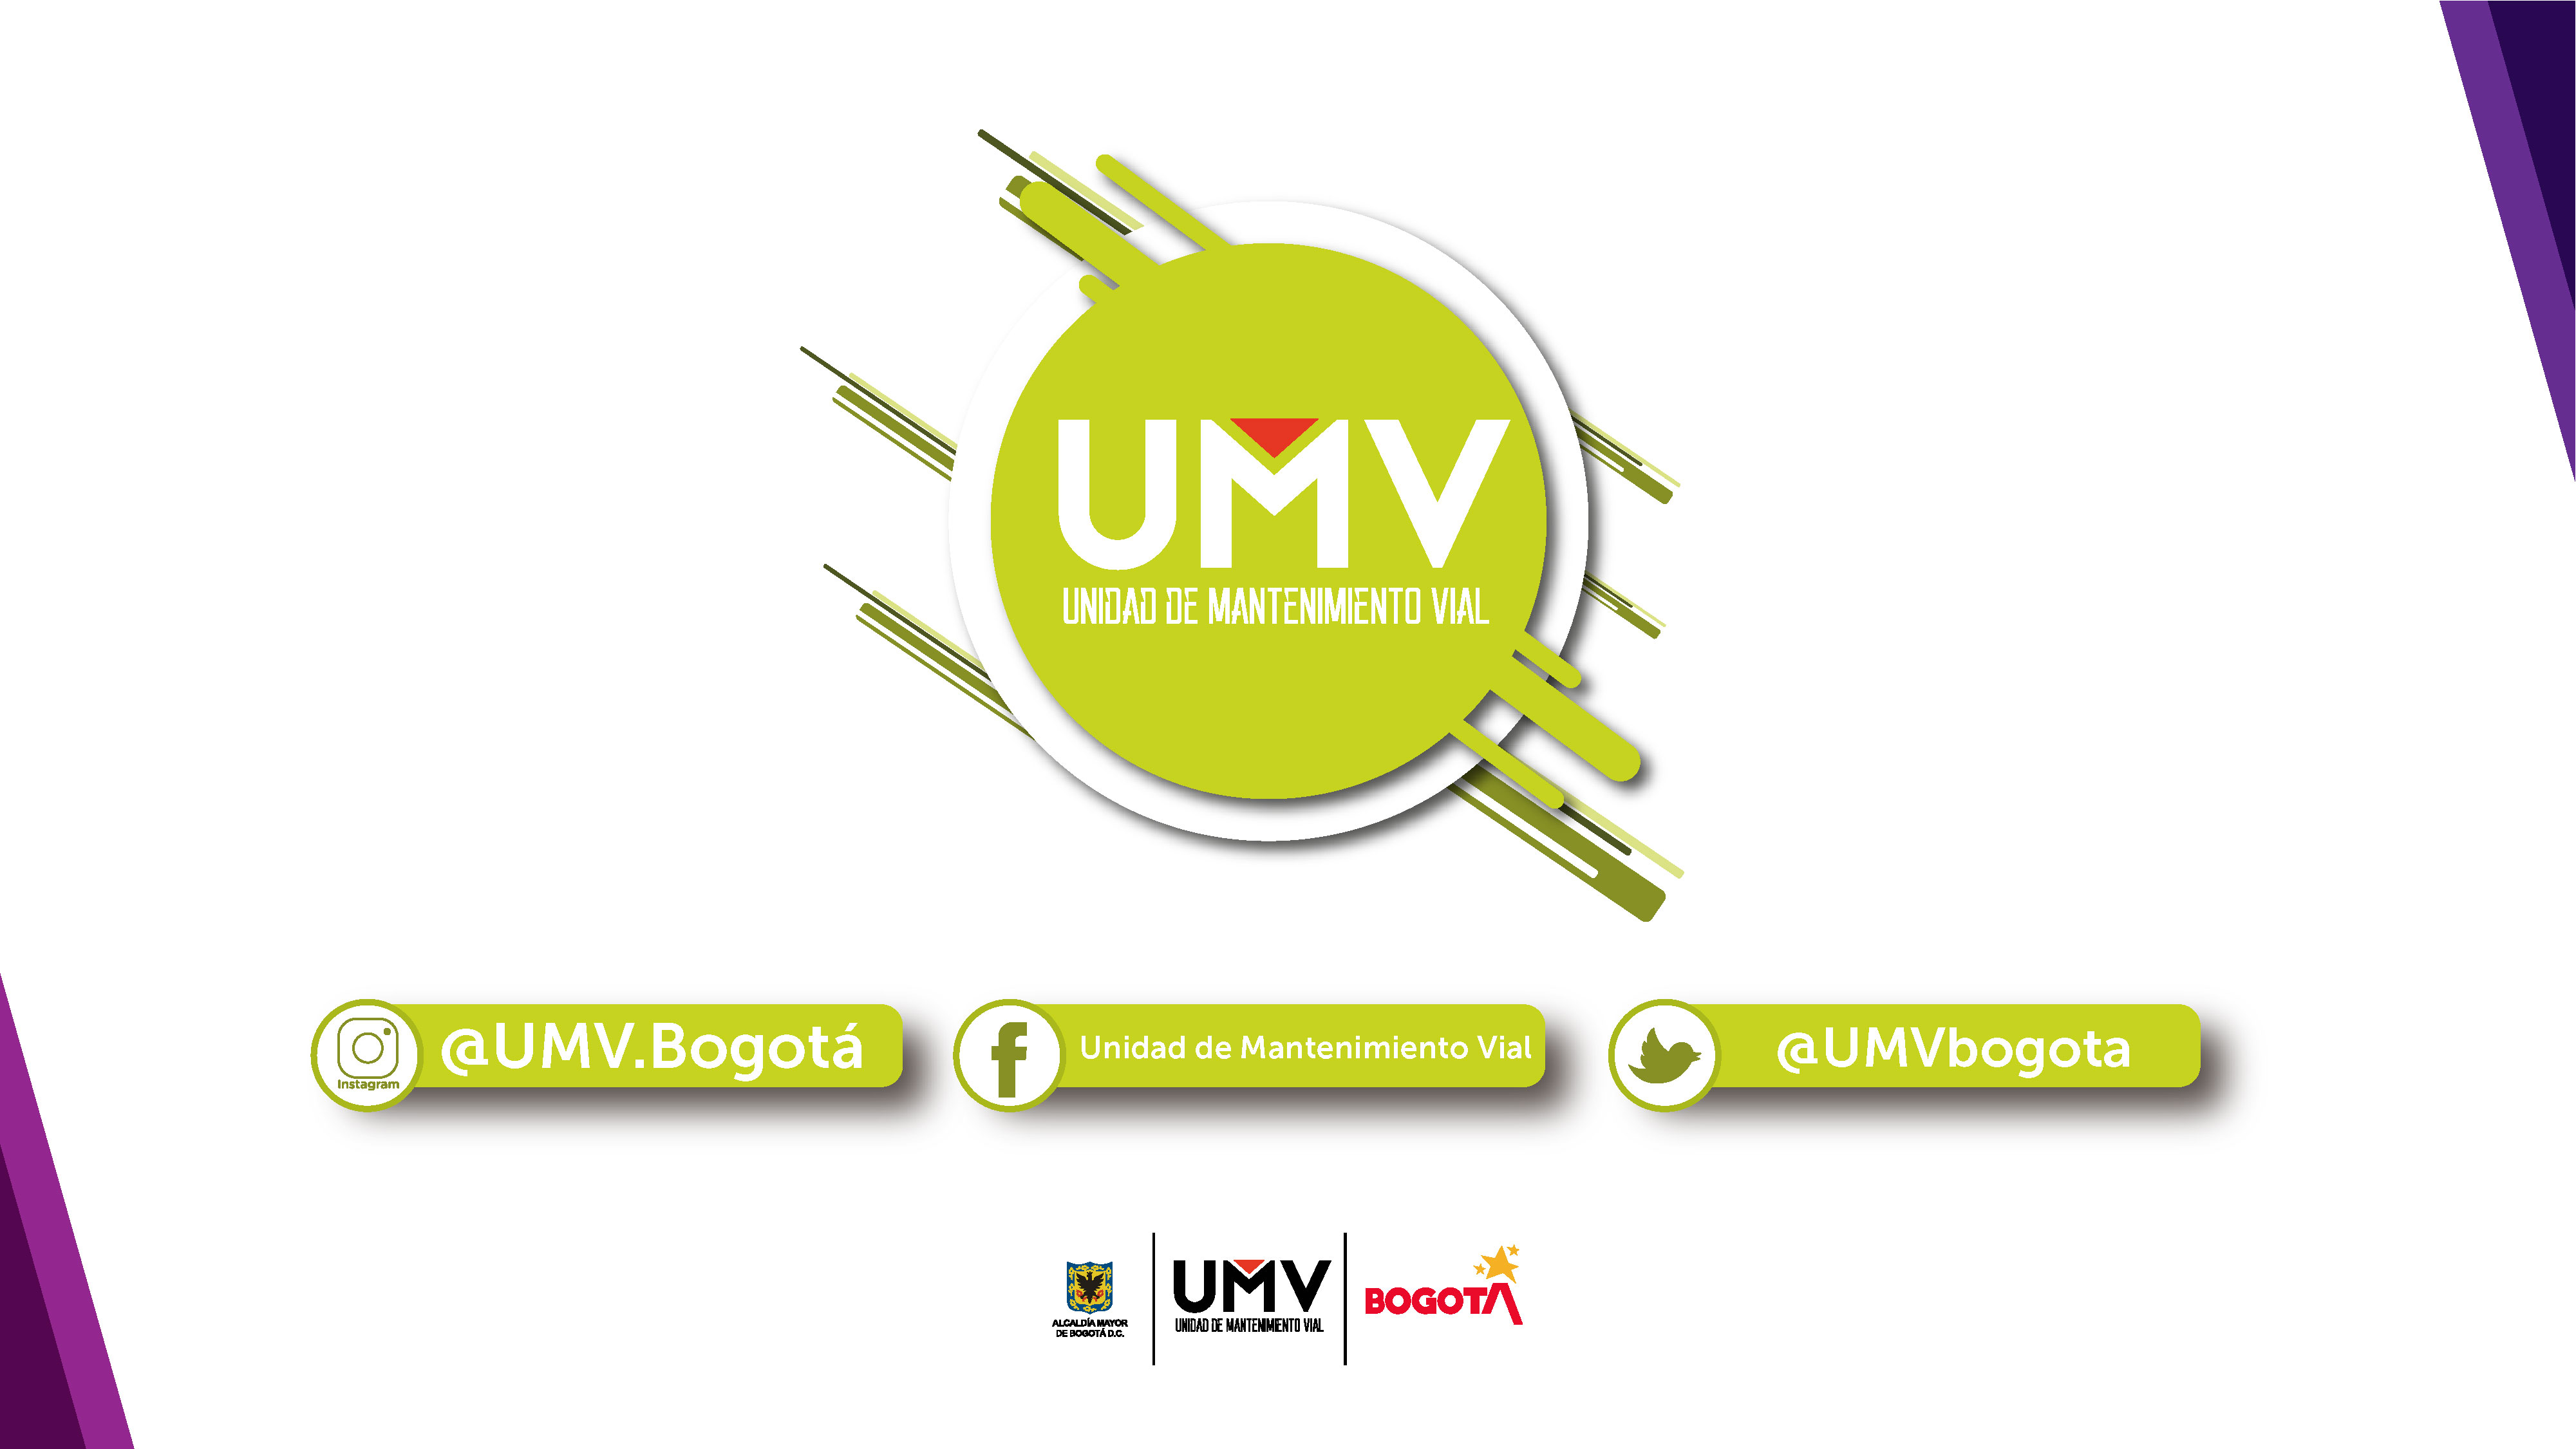 UMV
UNIDAD DE MANTENIMIENTO VIAL
Instagram
@UMV.Bogotá
Unidad de Mantenimiento Vial
@UMVbogota
ALCALDÍA MAYOR
DE BOGOTÁ D.C.
UMV
UNIDAD DE MANTENIMIENTO VIAL
BOGOTÁ